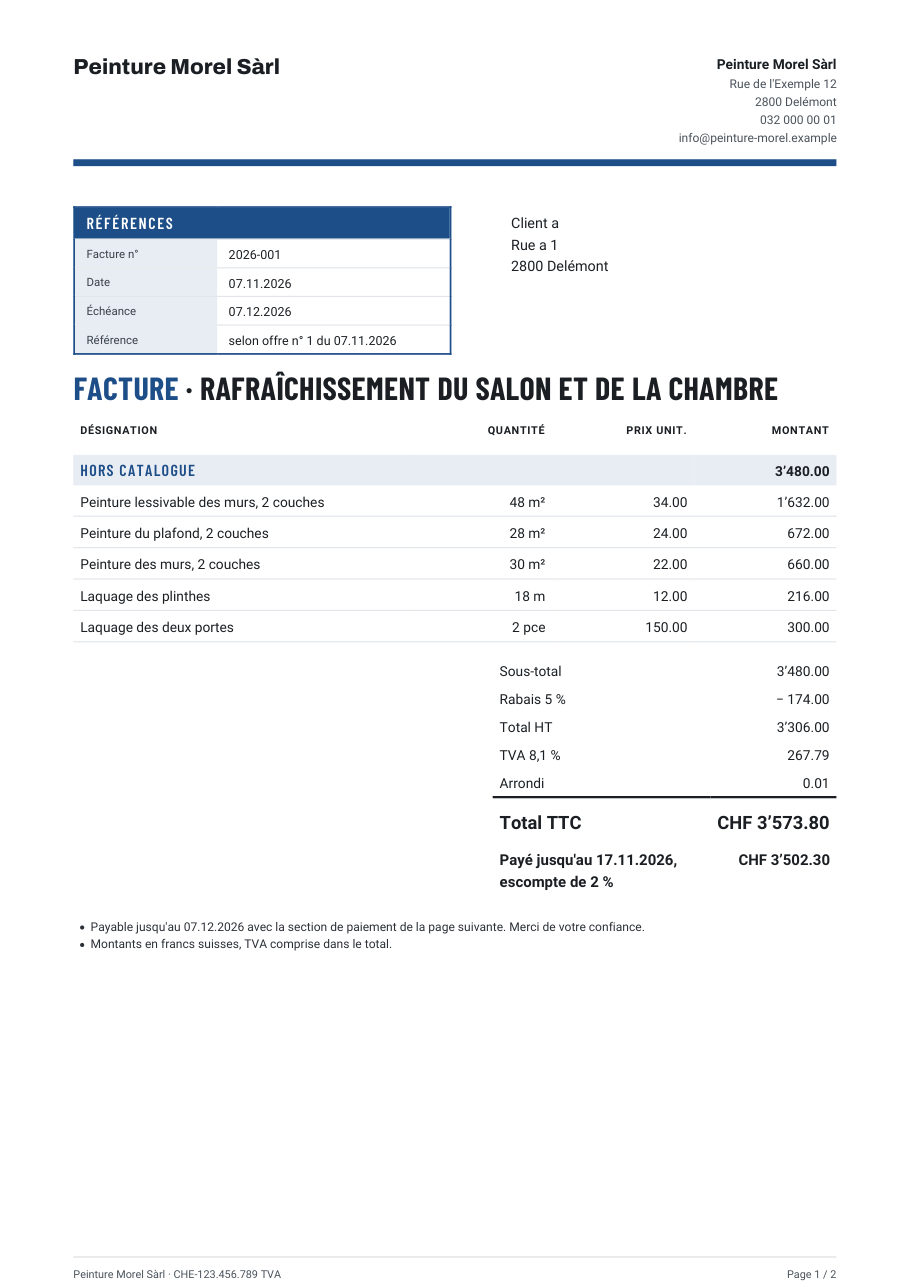 Peinture Morel Sàrl
Peinture Morel Sàrl
Rue de l'Exemple 12
2800 Delémont
032 000 00 01
info@peinture-morel.example
RÉFÉRENCES
Facture n° 2026-001
Date 07.11.2026
Échéance 07.12.2026
Référence selon offre n° 1 du 07.11.2026
Client a
Rue a 1
2800 Delémont
FACTURE · RAFRAÎCHISSEMENT DU SALON ET DE LA CHAMBRE
DÉSIGNATION QUANTITÉ PRIX UNIT. MONTANT
HORS CATALOGUE 3’480.00
Peinture lessivable des murs, 2 couches 48 m² 34.00 1’632.00
Peinture du plafond, 2 couches 28 m² 24.00 672.00
Peinture des murs, 2 couches 30 m² 22.00 660.00
Laquage des plinthes 18 m 12.00 216.00
Laquage des deux portes 2 pce 150.00 300.00
Sous-total 3’480.00
Rabais 5 % − 174.00
Total HT 3’306.00
TVA 8,1 % 267.79
Arrondi 0.01
Total TTC CHF 3’573.80
Payé jusqu'au 17.11.2026, CHF 3’502.30
escompte de 2 %
• Payable jusqu'au 07.12.2026 avec la section de paiement de la page suivante. Merci de votre confiance.
• Montants en francs suisses, TVA comprise dans le total.
Peinture Morel Sàrl · CHE-123.456.789 TVA Page 1 / 2